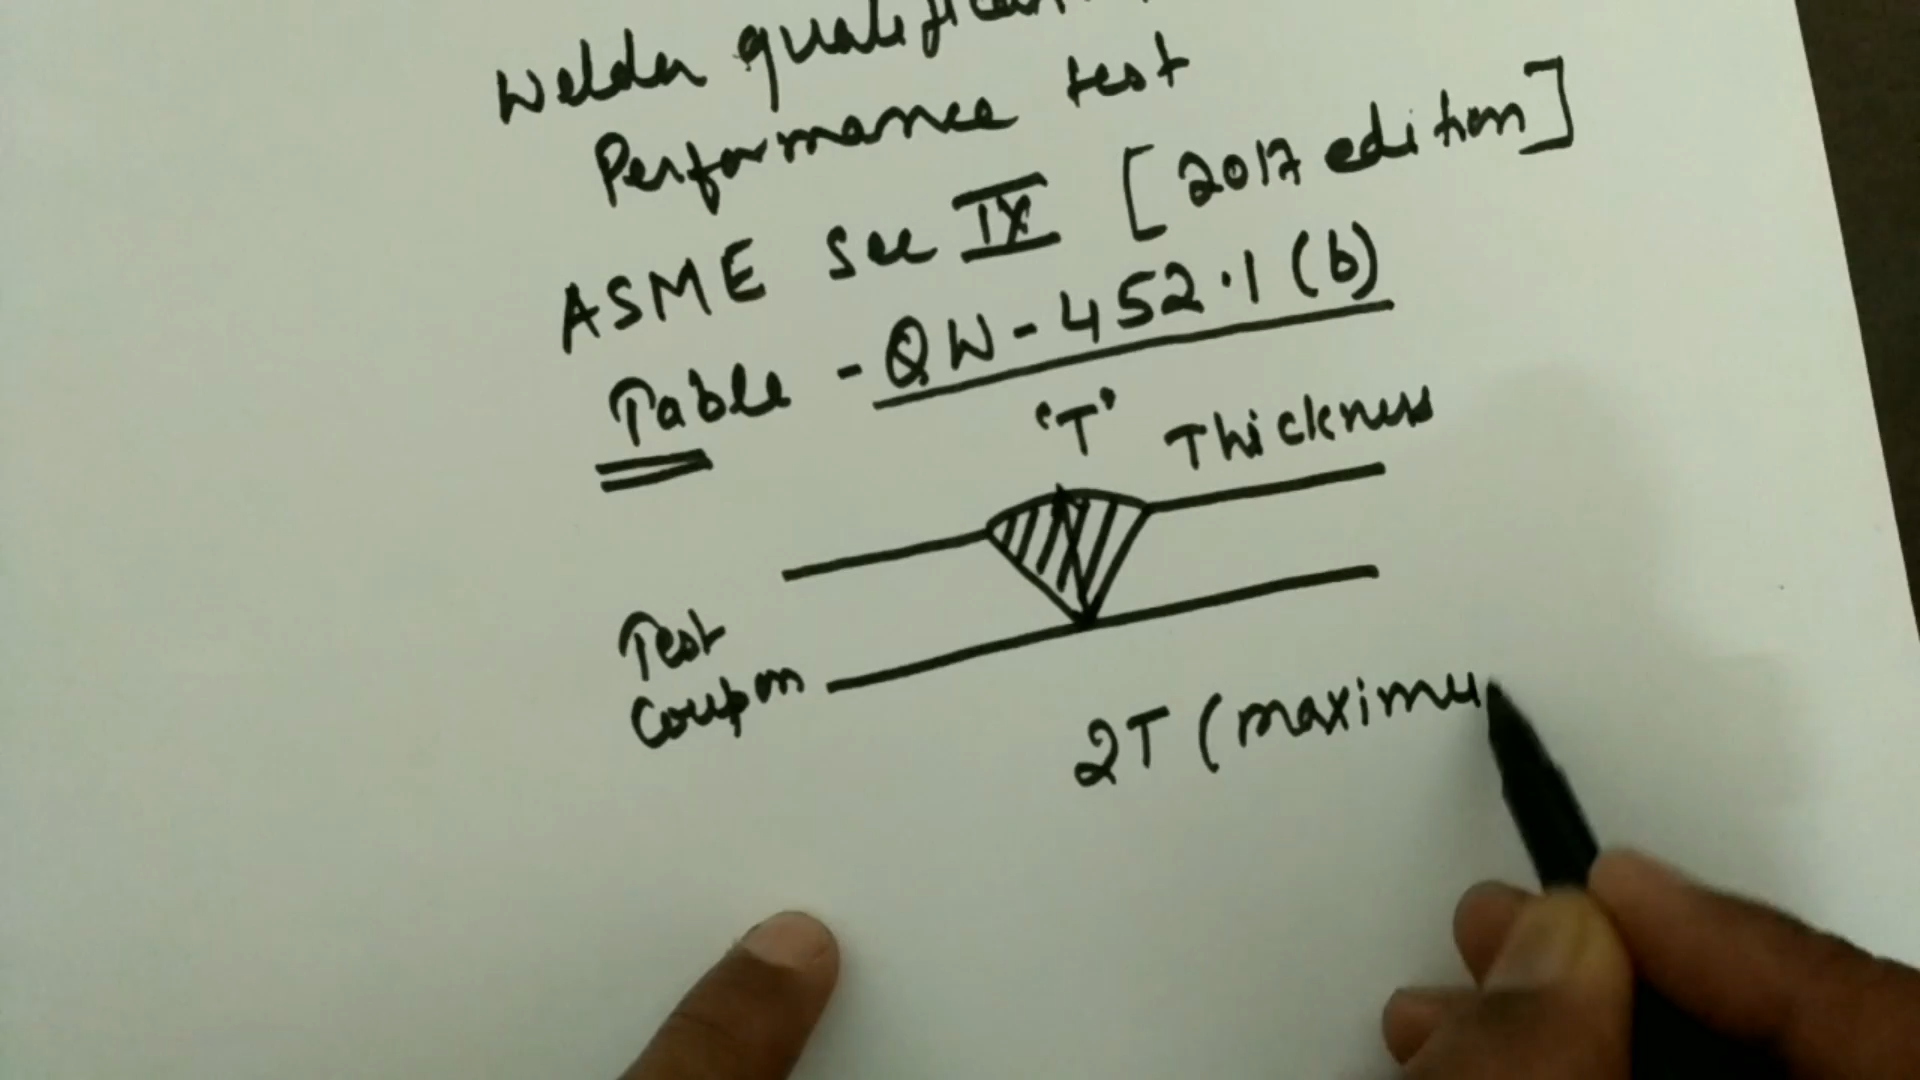 Welder
Performance test
ASME Sec IX [2017 edition]
Table - QW-452.1 (b)
'T' Thickness
Test
Coupon
2T (maximu